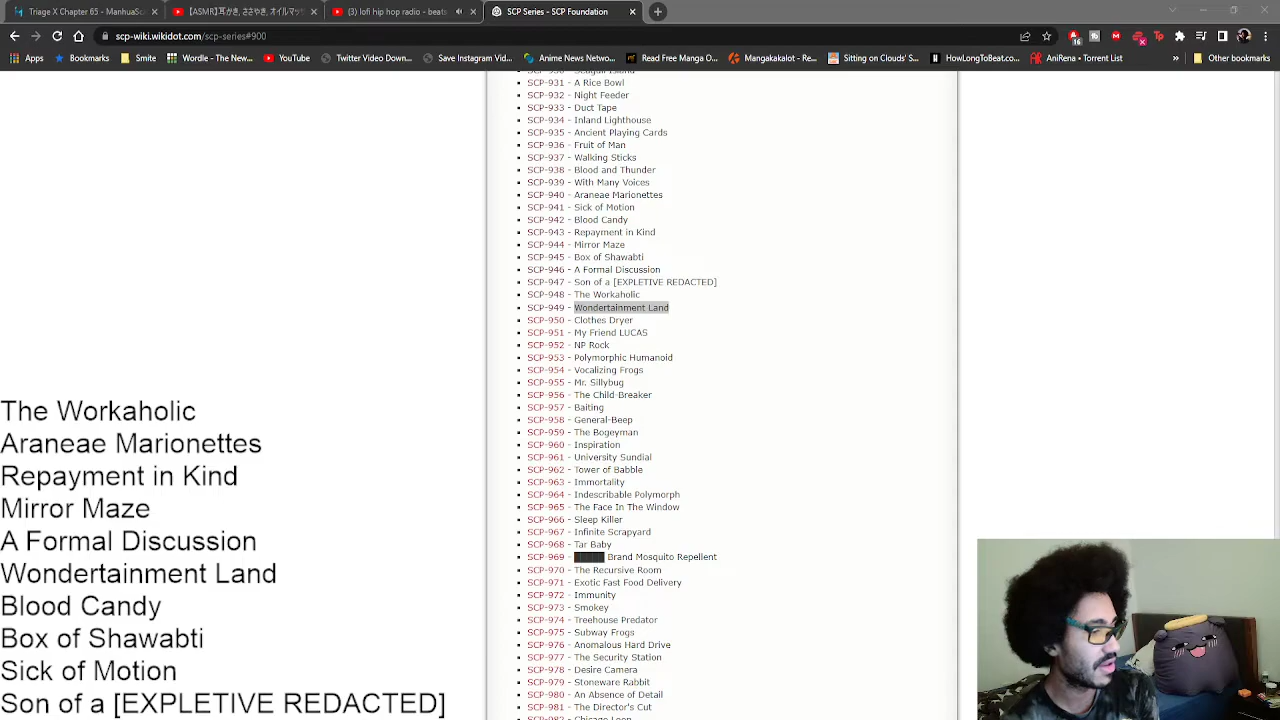 Triage X Chapter 65 - ManhuaSc
【ASMR】耳かき、ささやき、オイルマッサ
(3) lofi hip hop radio - beats
SCP Series - SCP Foundation
scp-wiki.wikidot.com/scp-series#900
16
Apps
Bookmarks
Smite
Wordle - The New...
YouTube
Twitter Video Down...
Save Instagram Vid...
Anime News Network...
Read Free Manga O...
Mangakakalot - Re...
Sitting on Clouds' S...
HowLongToBeat.co...
AniRena • Torrent List
SCP-930 - Seagull Island
SCP-931 - A Rice Bowl
SCP-932 - Night Feeder
SCP-933 - Duct Tape
SCP-934 - Inland Lighthouse
SCP-935 - Ancient Playing Cards
SCP-936 - Fruit of Man
SCP-937 - Walking Sticks
SCP-938 - Blood and Thunder
SCP-939 - With Many Voices
SCP-940 - Araneae Marionettes
SCP-941 - Sick of Motion
SCP-942 - Blood Candy
SCP-943 - Repayment in Kind
SCP-944 - Mirror Maze
SCP-945 - Box of Shawabti
SCP-946 - A Formal Discussion
SCP-947 - Son of a [EXPLETIVE REDACTED]
SCP-948 - The Workaholic
SCP-949 - Wondertainment Land
SCP-950 - Clothes Dryer
SCP-951 - My Friend LUCAS
SCP-952 - NP Rock
SCP-953 - Polymorphic Humanoid
SCP-954 - Vocalizing Frogs
SCP-955 - Mr. Sillybug
SCP-956 - The Child-Breaker
SCP-957 - Baiting
SCP-958 - General-Beep
SCP-959 - The Bogeyman
SCP-960 - Inspiration
SCP-961 - University Sundial
SCP-962 - Tower of Babble
SCP-963 - Immortality
SCP-964 - Indescribable Polymorph
SCP-965 - The Face In The Window
SCP-966 - Sleep Killer
SCP-967 - Infinite Scrapyard
SCP-968 - Tar Baby
SCP-969 - █████ Brand Mosquito Repellent
SCP-970 - The Recursive Room
SCP-971 - Exotic Fast Food Delivery
SCP-972 - Immunity
SCP-973 - Smokey
SCP-974 - Treehouse Predator
SCP-975 - Subway Frogs
SCP-976 - Anomalous Hard Drive
SCP-977 - The Security Station
SCP-978 - Desire Camera
SCP-979 - Stoneware Rabbit
SCP-980 - An Absence of Detail
SCP-981 - The Director's Cut
SCP-982 - Chicago Loop
The Workaholic
Araneae Marionettes
Repayment in Kind
Mirror Maze
A Formal Discussion
Wondertainment Land
Blood Candy
Box of Shawabti
Sick of Motion
Son of a [EXPLETIVE REDACTED]